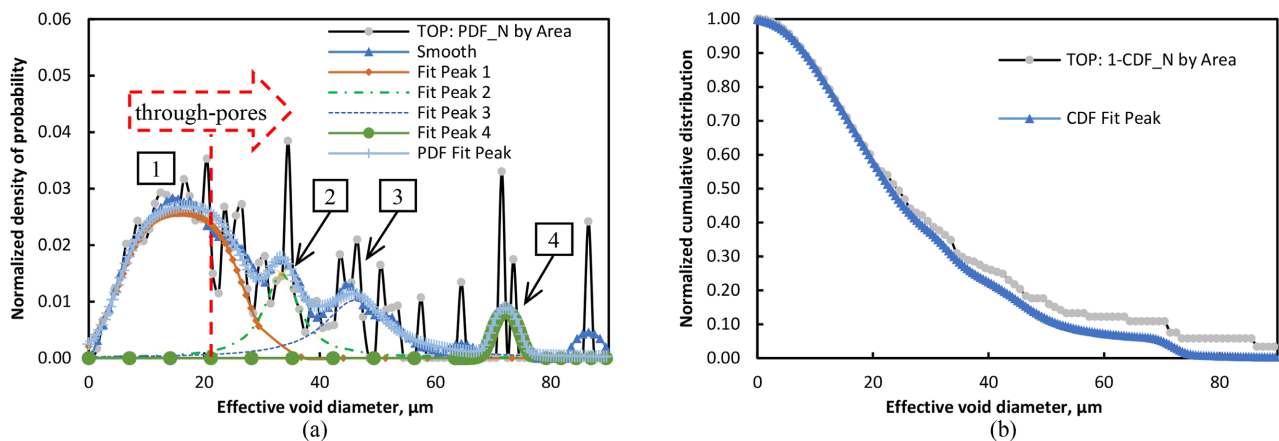 0.06
0.05
0.04
0.03
0.02
0.01
0.00
0
20
40
60
80
Normalized density of probability
Effective void diameter, µm
(a)
TOP: PDF_N by Area
Smooth
Fit Peak 1
Fit Peak 2
Fit Peak 3
Fit Peak 4
PDF Fit Peak
through-pores
1
2
3
4
1.00
0.90
0.80
0.70
0.60
0.50
0.40
0.30
0.20
0.10
0.00
0
20
40
60
80
Normalized cumulative distribution
Effective void diameter, µm
(b)
TOP: 1-CDF_N by Area
CDF Fit Peak